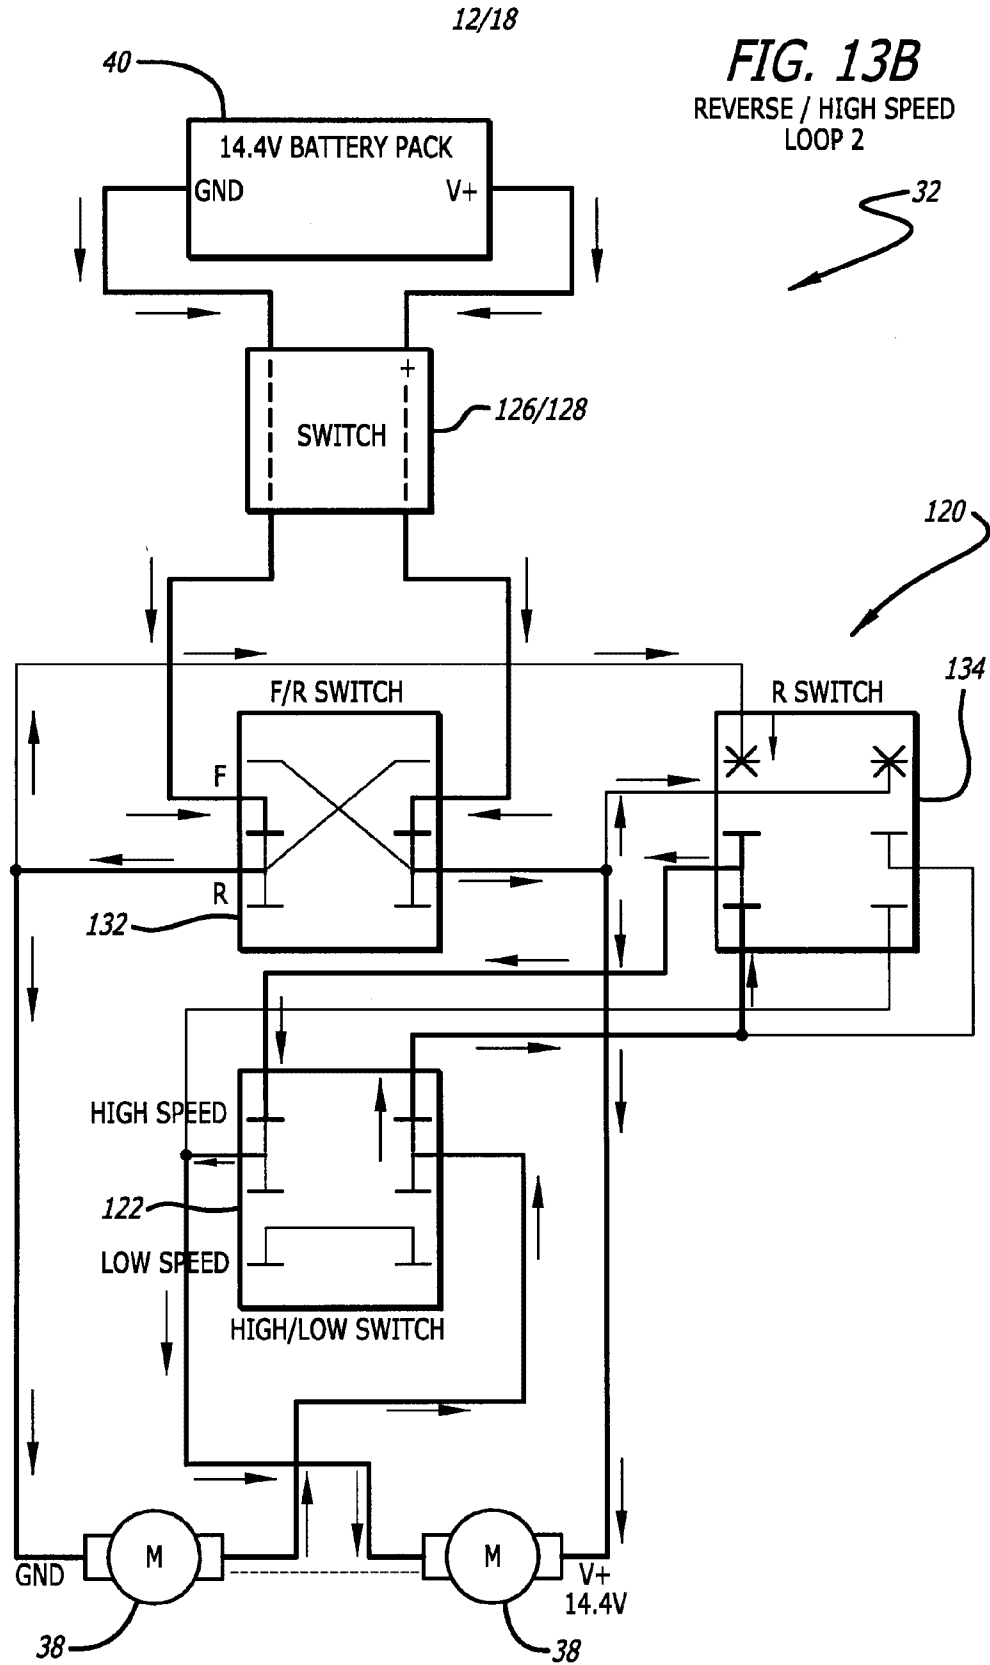 12/18
FIG. 13B
REVERSE / HIGH SPEED
LOOP 2
40
14.4V BATTERY PACK
GND V+
32
+
SWITCH
126/128
120
F/R SWITCH
R SWITCH
134
F
R
132
HIGH SPEED
122
LOW SPEED
HIGH/LOW SWITCH
M
M
GND
V+
14.4V
38
38